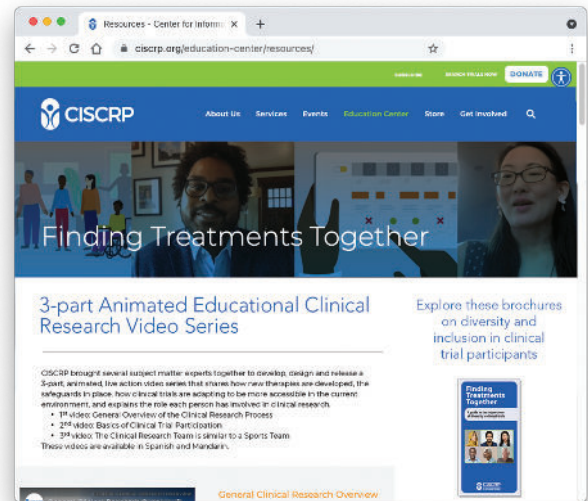 Resources - Center for Informa
ciscrp.org/education-center/resources/
SEARCH TRIALS NOW
DONATE
CISCRP
About Us Services Events Education Center Store Get Involved
Finding Treatments Together
3-part Animated Educational Clinical
Research Video Series
CISCRP brought several subject matter experts together to develop, design and release a
3-part, animated, live action video series that shares how new therapies are developed, the
safeguards in place, how clinical trials are adapting to be more accessible in the current
environment, and explains the role each person has involved in clinical research.
• 1st video: General Overview of the Clinical Research Process
• 2nd video: Basics of Clinical Trial Participation
• 3rd video: The Clinical Research Team is similar to a Sports Team
These videos are available in Spanish and Mandarin.
Explore these brochures
on diversity and
inclusion in clinical
trial participants
Finding
Treatments
Together
CISCRP
General Clinical Research Overview